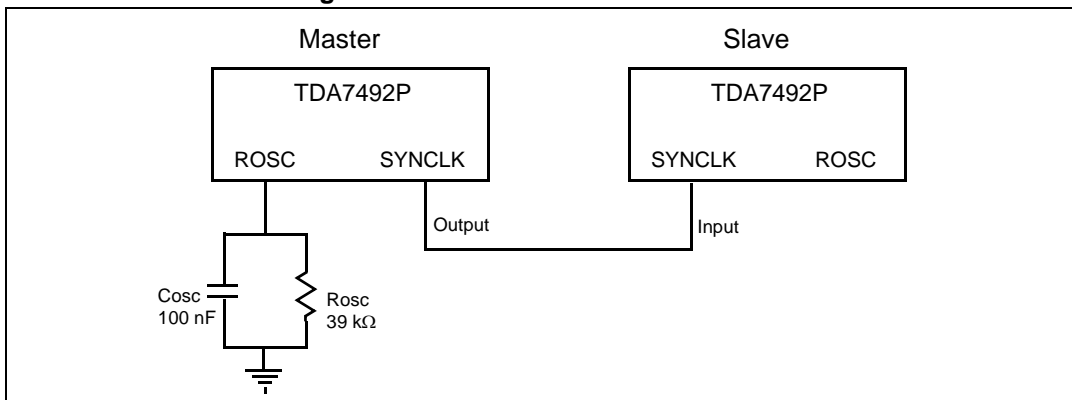 g
Master
Slave
TDA7492P
TDA7492P
ROSC
SYNCLK
SYNCLK
ROSC
Output
Input
Cosc
100 nF
Rosc
39 kΩ